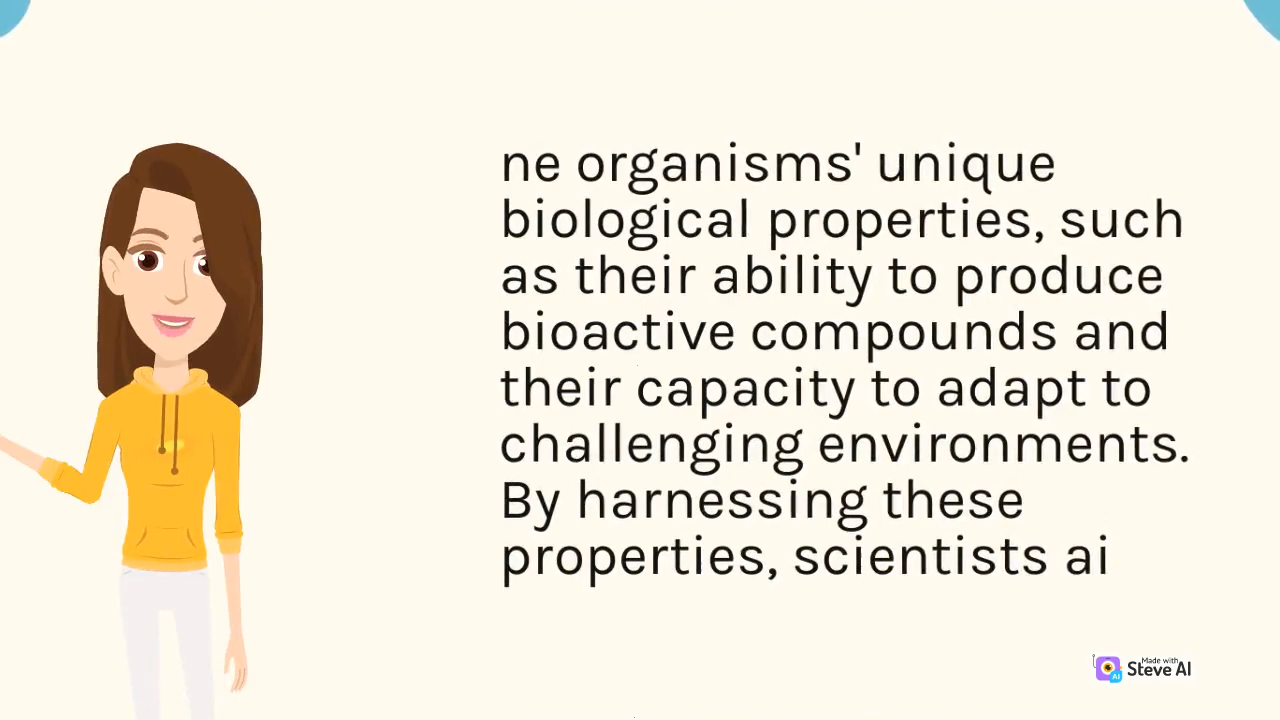 ne organisms' unique
biological properties, such
as their ability to produce
bioactive compounds and
their capacity to adapt to
challenging environments.
By harnessing these
properties, scientists ai
Made with
Steve AI
AI